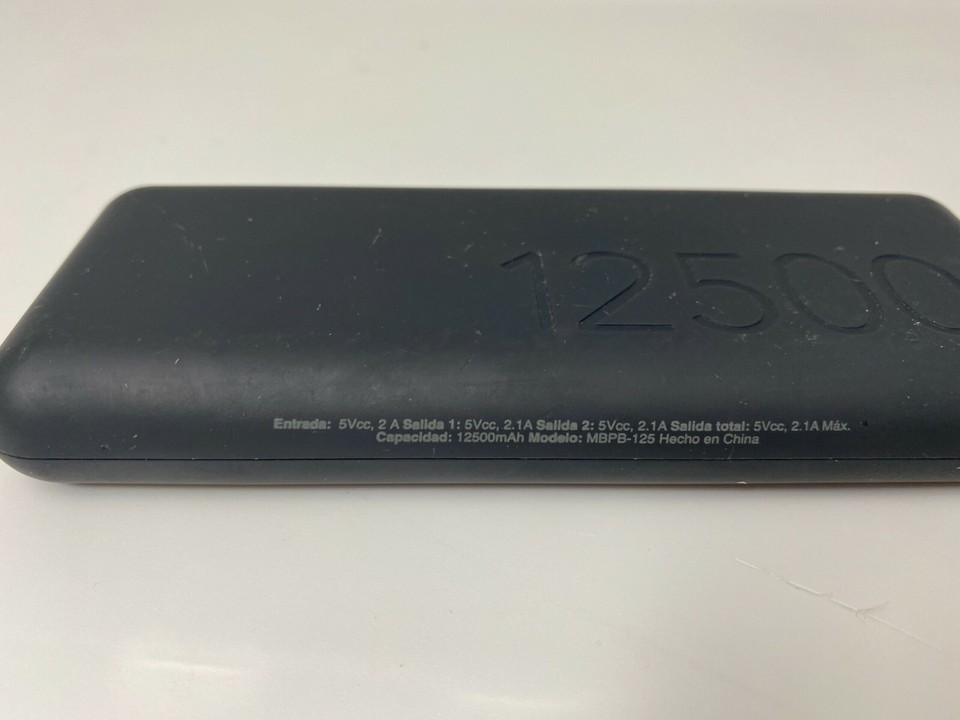 12500
Entrada: 5Vcc, 2 A Salida 1: 5Vcc, 2.1A Salida 2: 5Vcc, 2.1A Salida total: 5Vcc, 2.1A Máx.
Capacidad: 12500mAh Modelo: MBPB-125 Hecho en China